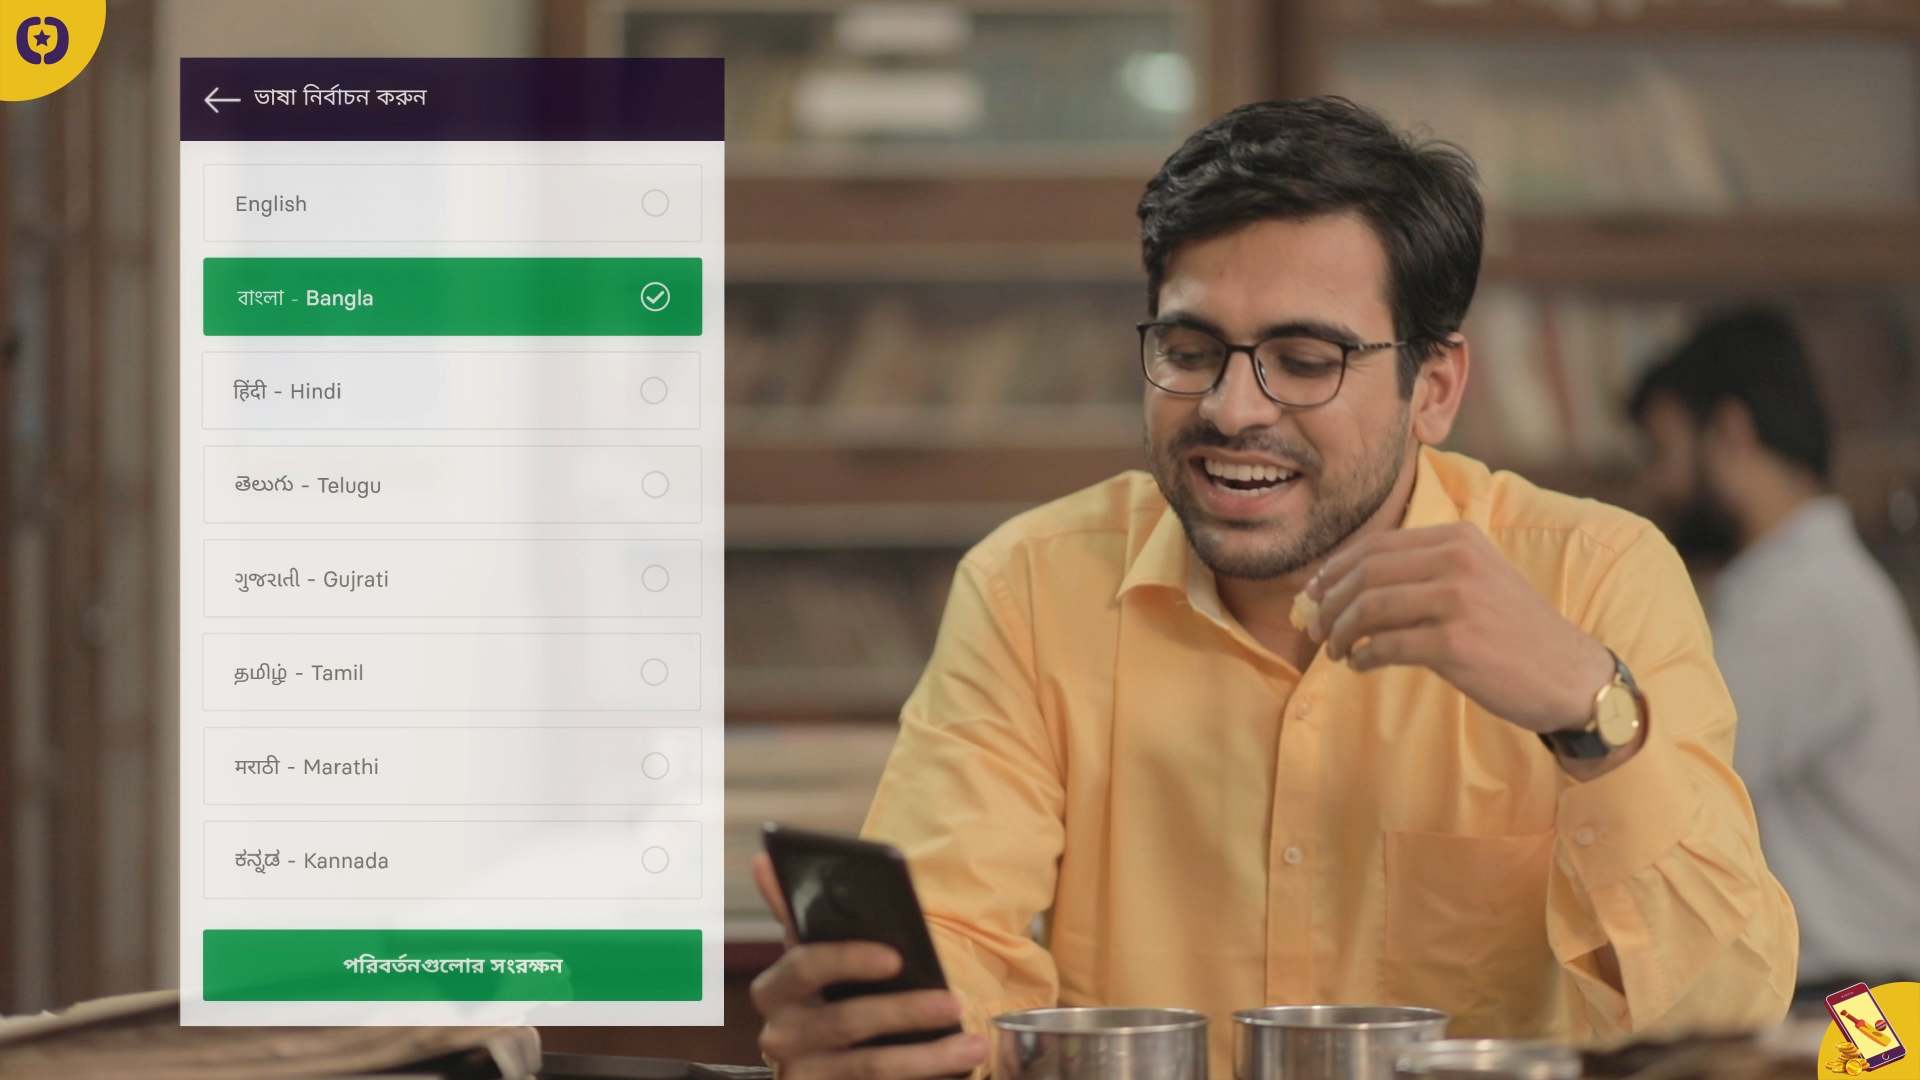 ভাষা নির্বাচন করুন
English
বাংলা - Bangla
हिंदी - Hindi
తెలుగు - Telugu
ગુજરાતી - Gujrati
தமிழ் - Tamil
मराठी - Marathi
ಕನ್ನಡ - Kannada
পরিবর্তনগুলোর সংরক্ষন